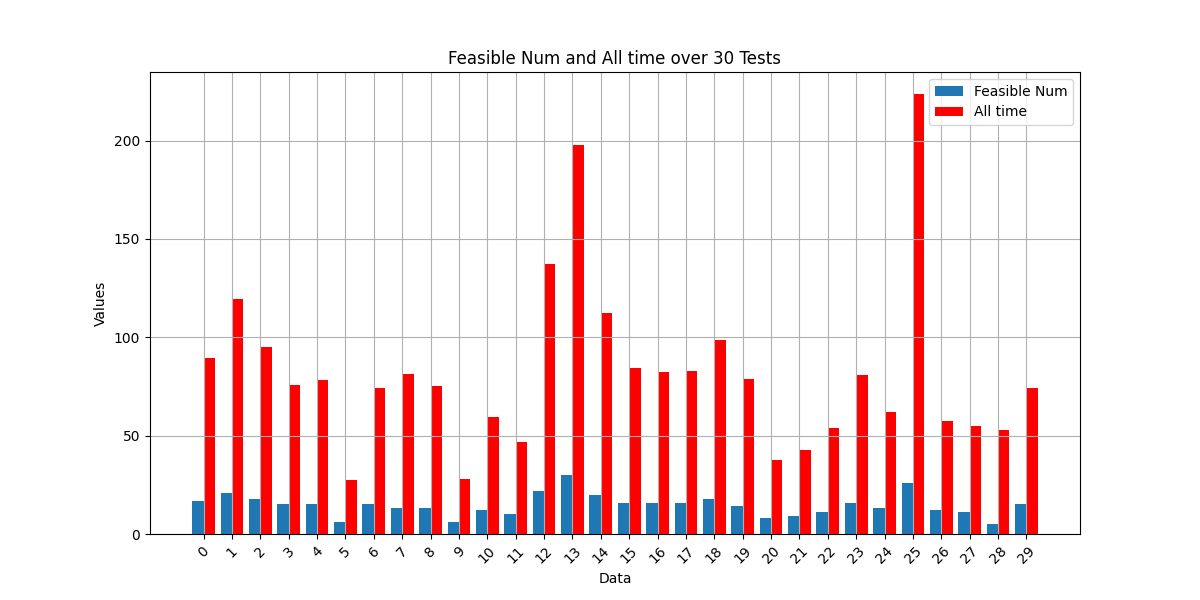 Feasible Num and All time over 30 Tests
Feasible Num
All time
200
150
100
50
0
Values
0 1 2 3 4 5 6 7 8 9 10 11 12 13 14 15 16 17 18 19 20 21 22 23 24 25 26 27 28 29
Data